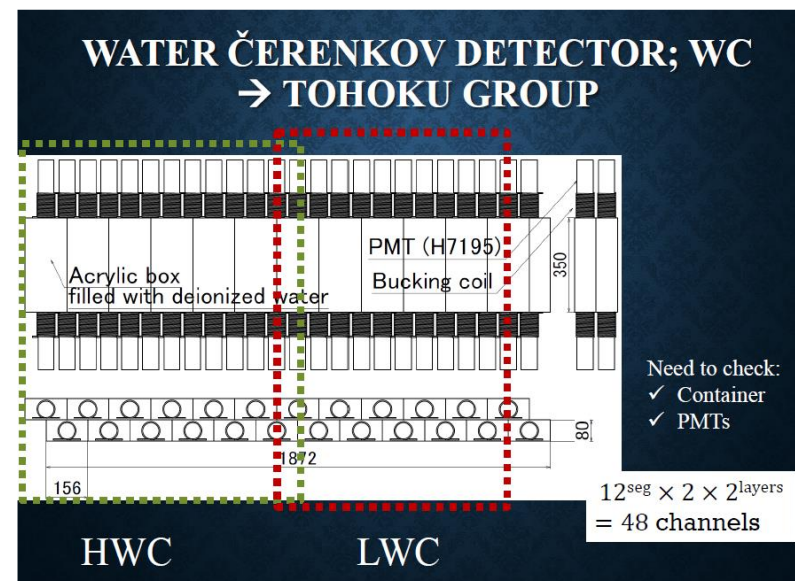 WATER ČERENKOV DETECTOR; WC
→ TOHOKU GROUP
PMT (H7195)
Bucking coil
350
Acrylic box
filled with deionized water
Need to check:
✓ Container
✓ PMTs
80
1872
156
12seg × 2 × 2layers
= 48 channels
HWC
LWC